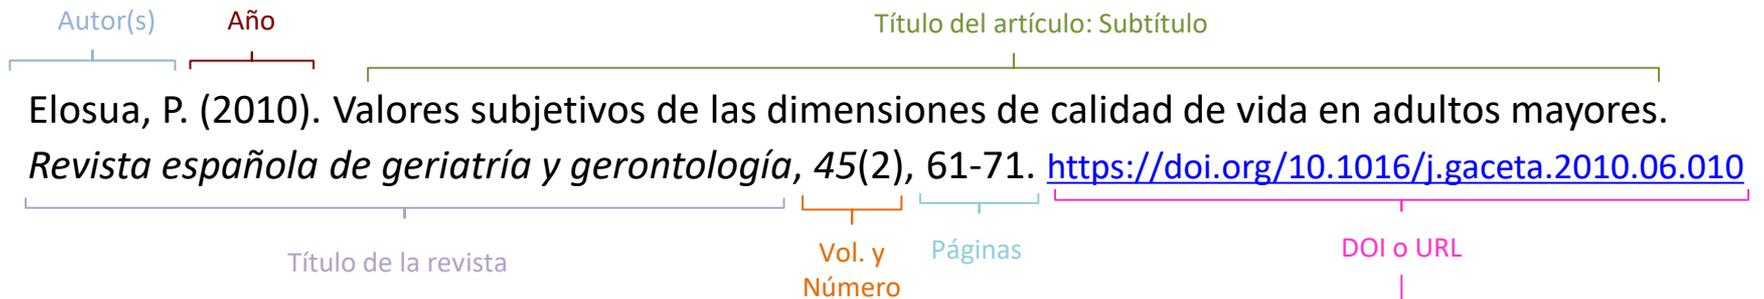 Autor(s) Año Título del artículo: Subtítulo
Elosua, P. (2010). Valores subjetivos de las dimensiones de calidad de vida en adultos mayores.
Revista española de geriatría y gerontología, 45(2), 61-71. https://doi.org/10.1016/j.gaceta.2010.06.010
Título de la revista
Vol. y
Número
Páginas
DOI o URL